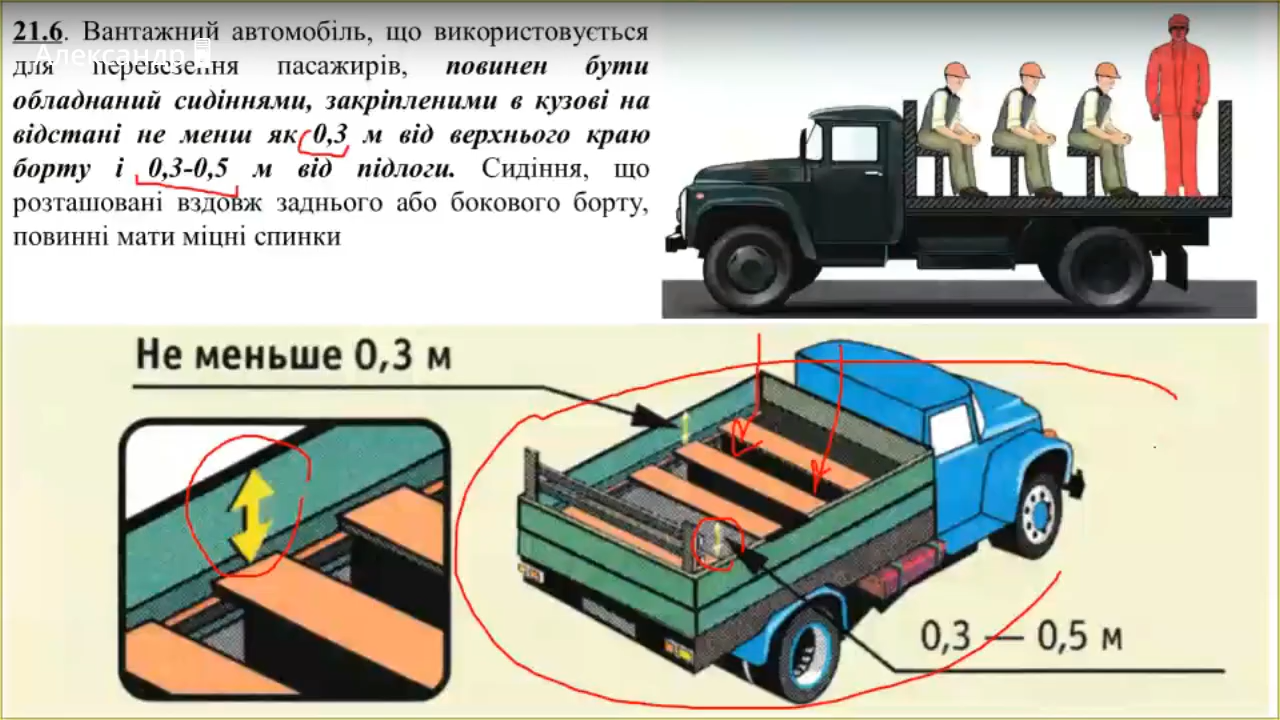 21.6. Вантажний автомобіль, що використовується
Александр
для перевезення пасажирів, повинен бути
обладнаний сидіннями, закріпленими в кузові на
відстані не менш як 0,3 м від верхнього краю
борту і 0,3-0,5 м від підлоги. Сидіння, що
розташовані вздовж заднього або бокового борту,
повинні мати міцні спинки
Не меньше 0,3 м
0,3 — 0,5 м